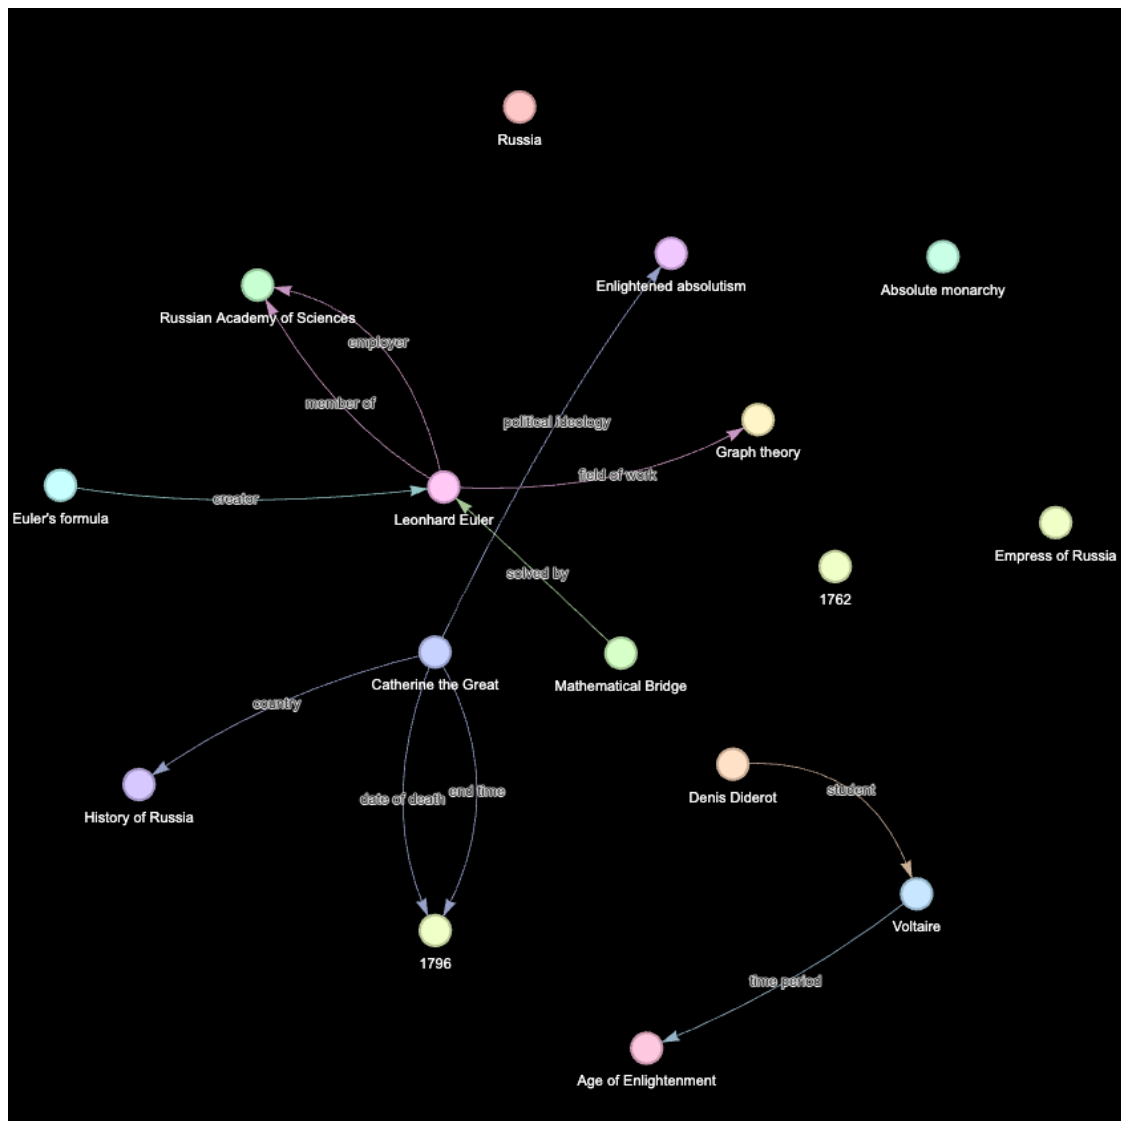 Russia
Enlightened absolutism
Absolute monarchy
Russian Academy of Sciences
employer
member of
political ideology
Graph theory
field of work
creator
Euler's formula
Leonhard Euler
Empress of Russia
solved by
1762
Catherine the Great
Mathematical Bridge
country
date of death
end time
Denis Diderot
student
History of Russia
Voltaire
1796
time period
Age of Enlightenment